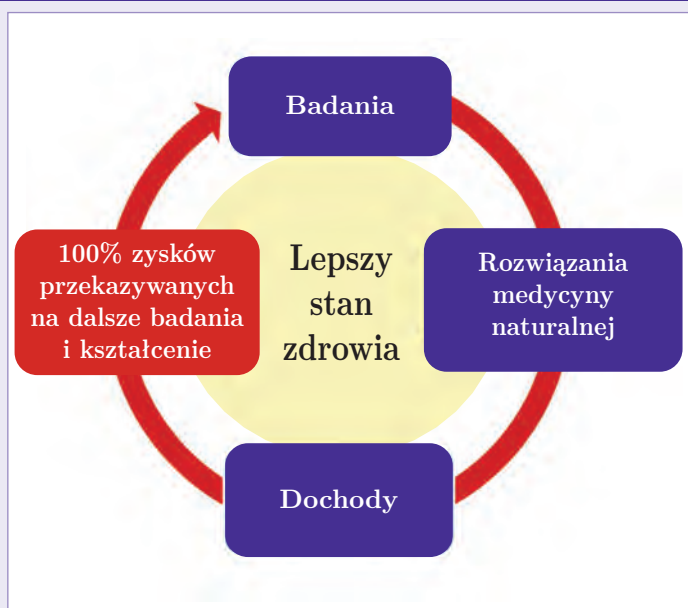 Badania
100% zysków
przekazywanych
na dalsze badania
i kształcenie
Lepszy
stan
zdrowia
Rozwiązania
medycyny
naturalnej
Dochody